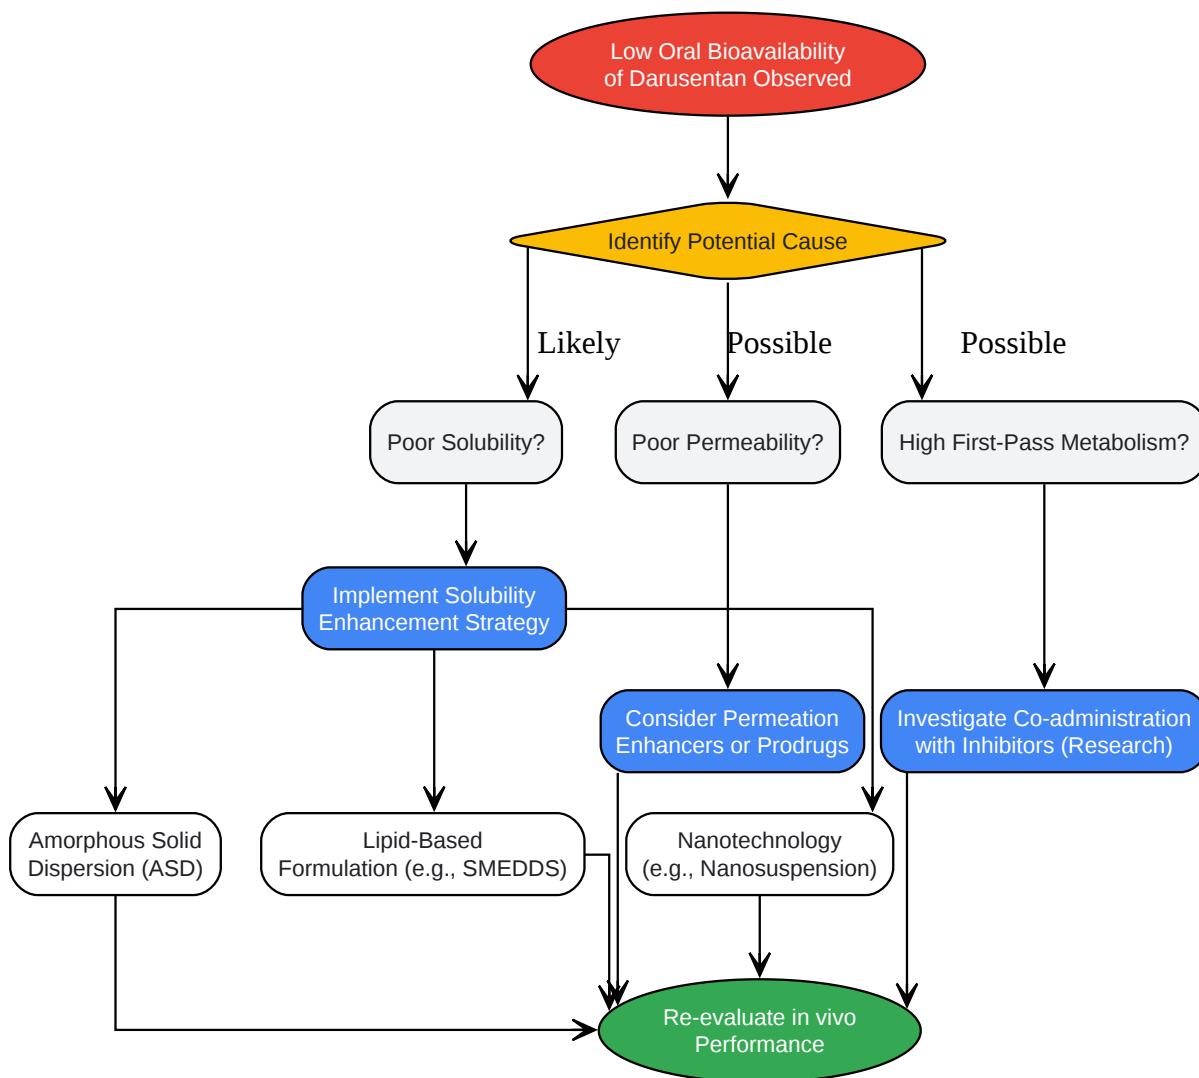 Low Oral Bioavailability
of Darusentan Observed
Identify Potential Cause
Likely
Possible
Possible
Poor Solubility?
Poor Permeability?
High First-Pass Metabolism?
Implement Solubility
Enhancement Strategy
Consider Permeation
Enhancers or Prodrugs
Investigate Co-administration
with Inhibitors (Research)
Amorphous Solid
Dispersion (ASD)
Lipid-Based
Formulation (e.g., SMEDDS)
Nanotechnology
(e.g., Nanosuspension)
Re-evaluate in vivo
Performance